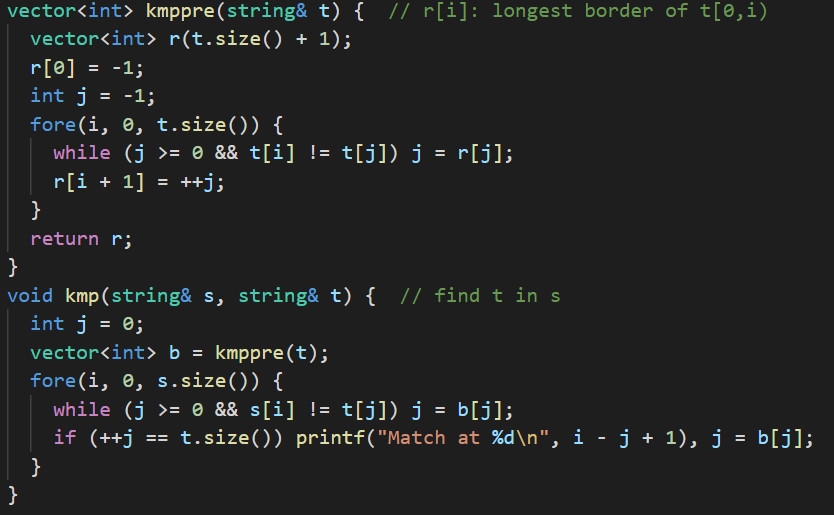 vector<int> kmppre(string& t) {  // r[i]: longest border of t[0,i)
  vector<int> r(t.size() + 1);
  r[0] = -1;
  int j = -1;
  fore(i, 0, t.size()) {
    while (j >= 0 && t[i] != t[j]) j = r[j];
    r[i + 1] = ++j;
  }
  return r;
}
void kmp(string& s, string& t) {  // find t in s
  int j = 0;
  vector<int> b = kmppre(t);
  fore(i, 0, s.size()) {
    while (j >= 0 && s[i] != t[j]) j = b[j];
    if (++j == t.size()) printf("Match at %d\n", i - j + 1), j = b[j];
  }
}